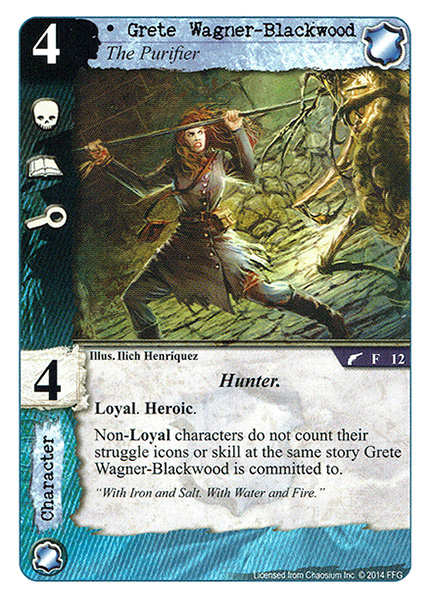 4
• Grete Wagner-Blackwood
The Purifier
Illus. Ilich Henríquez
F 12
4
Hunter.
Loyal. Heroic.
Non-Loyal characters do not count their
struggle icons or skill at the same story Grete
Wagner-Blackwood is committed to.
“With Iron and Salt. With Water and Fire.”
Character
Licensed from Chaosium Inc. © 2014 FFG